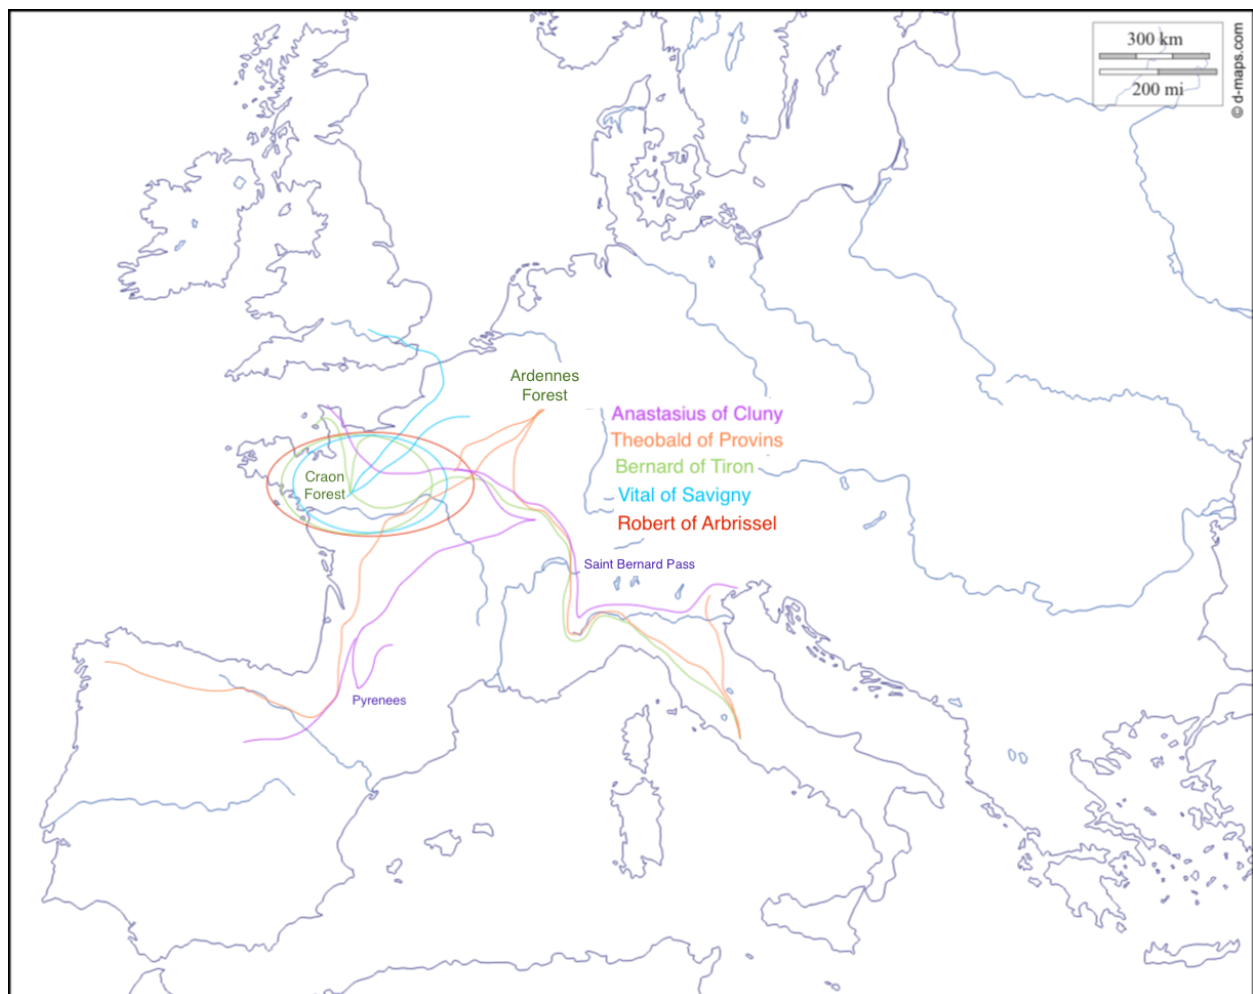 300 km
200 mi
© d-maps.com
Ardennes
Forest
Anastasius of Cluny
Theobald of Provins
Bernard of Tiron
Vital of Savigny
Robert of Arbrissel
Craon
Forest
Saint Bernard Pass
Pyrenees